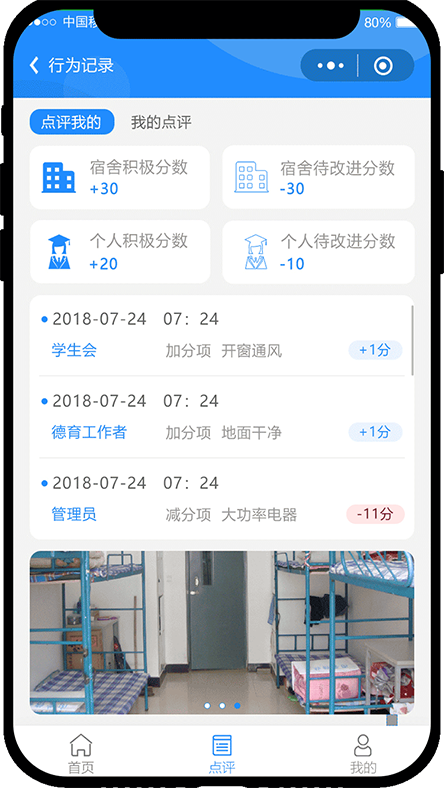 中国移 80%
行为记录
点评我的 我的点评
宿舍积极分数 宿舍待改进分数
+30 -30
个人积极分数 个人待改进分数
+20 -10
2018-07-24 07：24
学生会 加分项 开窗通风 +1分
2018-07-24 07：24
德育工作者 加分项 地面干净 +1分
2018-07-24 07：24
管理员 减分项 大功率电器 -11分
首页 点评 我的